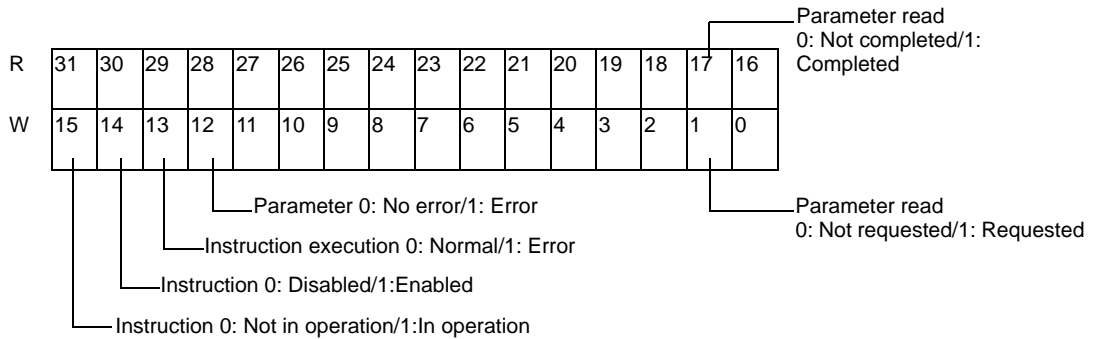 Parameter read
0: Not completed/1:
Completed
R 31 30 29 28 27 26 25 24 23 22 21 20 19 18 17 16
W 15 14 13 12 11 10 9 8 7 6 5 4 3 2 1 0
Parameter 0: No error/1: Error
Parameter read
0: Not requested/1: Requested
Instruction execution 0: Normal/1: Error
Instruction 0: Disabled/1:Enabled
Instruction 0: Not in operation/1:In operation